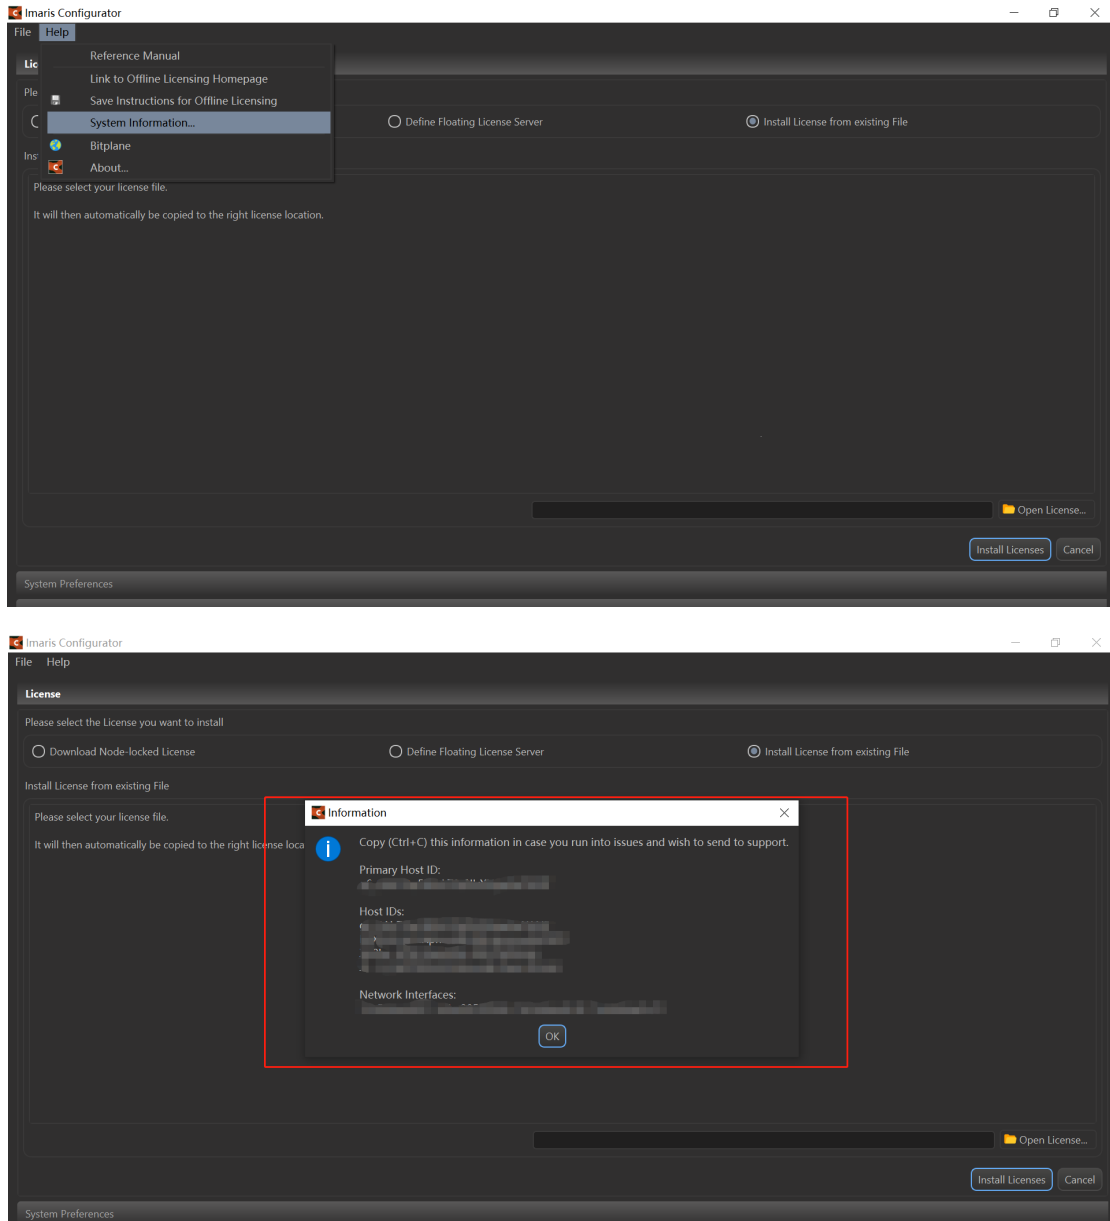 Imaris Configurator
File Help
Reference Manual
Lic
Link to Offline Licensing Homepage
Ple
Save Instructions for Offline Licensing
System Information...
Define Floating License Server
Install License from existing File
Bitplane
Ins
About...
Please select your license file.
It will then automatically be copied to the right license location.
Open License...
Install Licenses
Cancel
System Preferences
Imaris Configurator
File Help
License
Please select the License you want to install
Download Node-locked License
Define Floating License Server
Install License from existing File
Install License from existing File
Please select your license file.
It will then automatically be copied to the right license loca
Information
Copy (Ctrl+C) this information in case you run into issues and wish to send to support.
Primary Host ID:
Host IDs:
Network Interfaces:
OK
Open License...
Install Licenses
Cancel
System Preferences